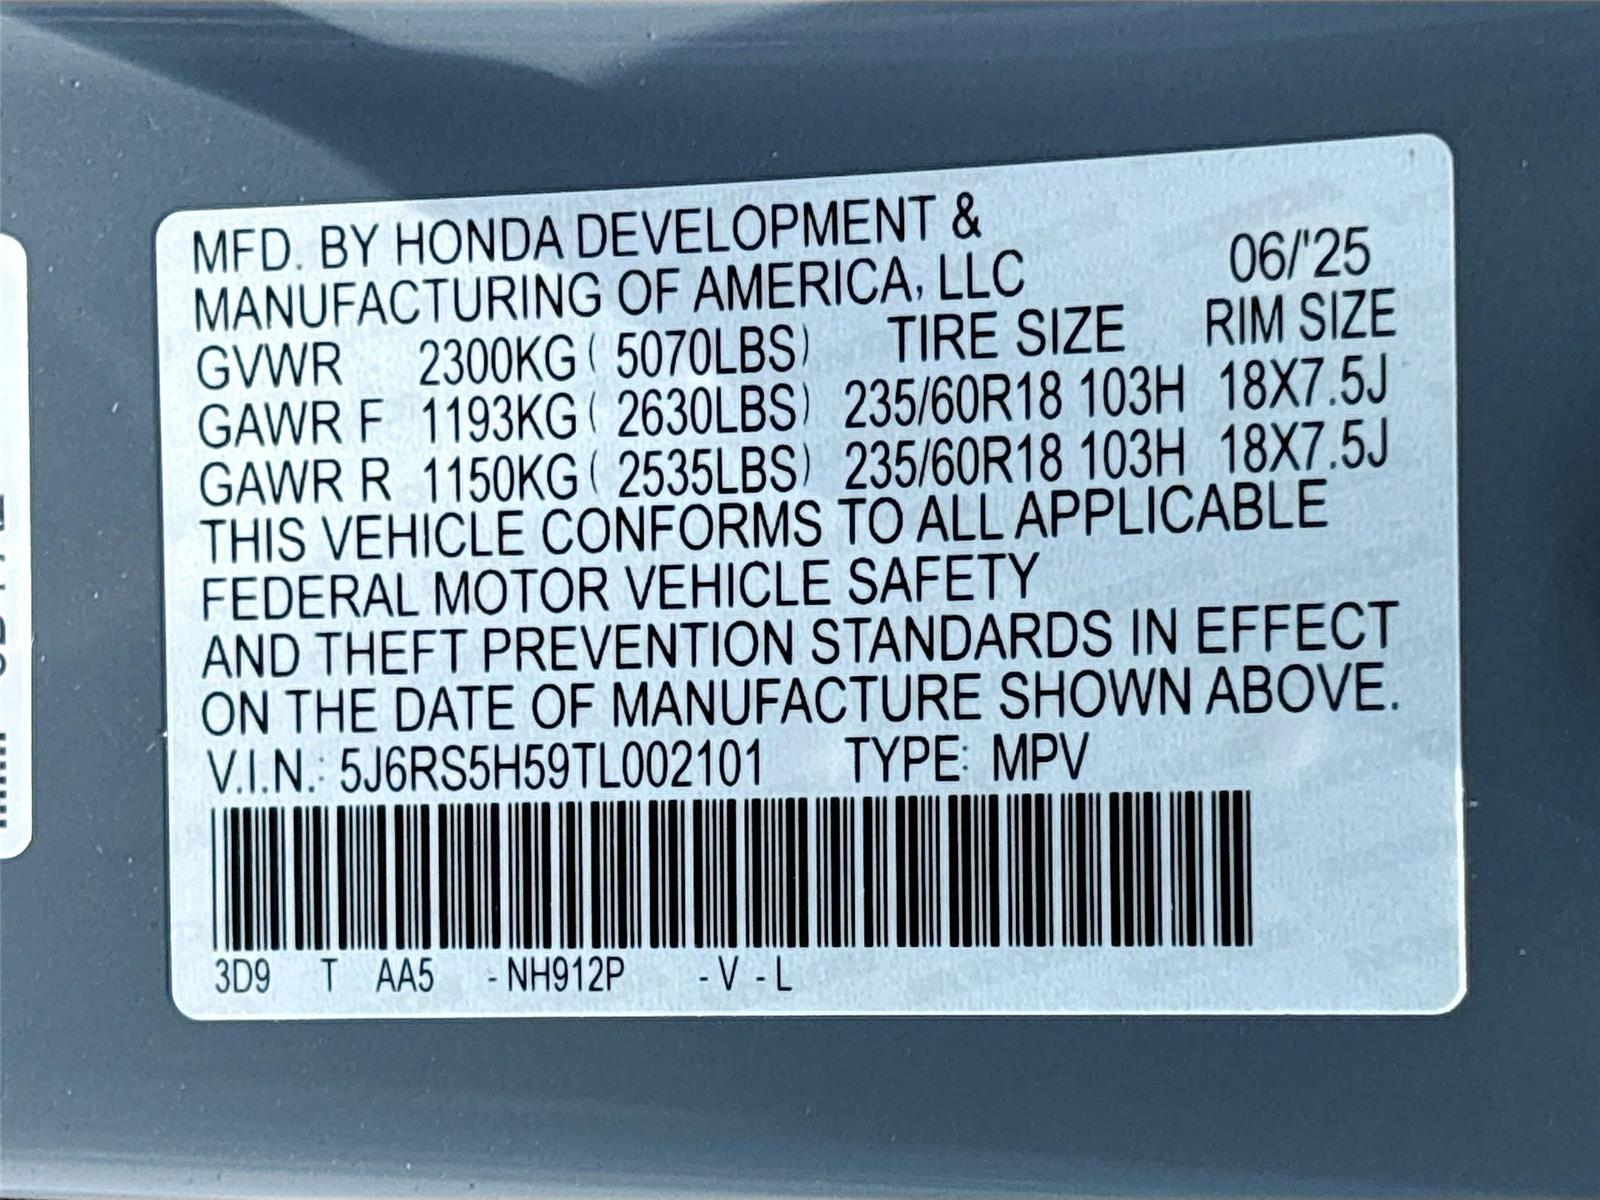 MFD. BY HONDA DEVELOPMENT &
MANUFACTURING OF AMERICA, LLC 06/'25
GVWR 2300KG ( 5070LBS) TIRE SIZE RIM SIZE
GAWR F 1193KG ( 2630LBS) 235/60R18 103H 18X7.5J
GAWR R 1150KG ( 2535LBS) 235/60R18 103H 18X7.5J
THIS VEHICLE CONFORMS TO ALL APPLICABLE
FEDERAL MOTOR VEHICLE SAFETY
AND THEFT PREVENTION STANDARDS IN EFFECT
ON THE DATE OF MANUFACTURE SHOWN ABOVE.
V.I.N.: 5J6RS5H59TL002101 TYPE: MPV
3D9 T AA5 - NH912P - V - L